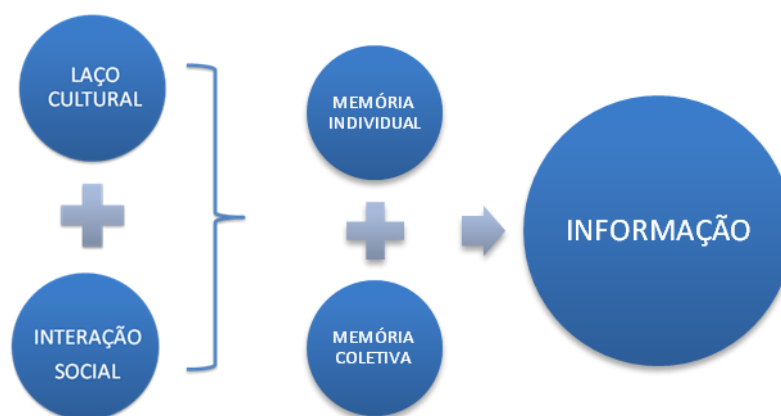 LAÇO
CULTURAL
INTERAÇÃO
SOCIAL
MEMÓRIA
INDIVIDUAL
MEMÓRIA
COLETIVA
INFORMAÇÃO